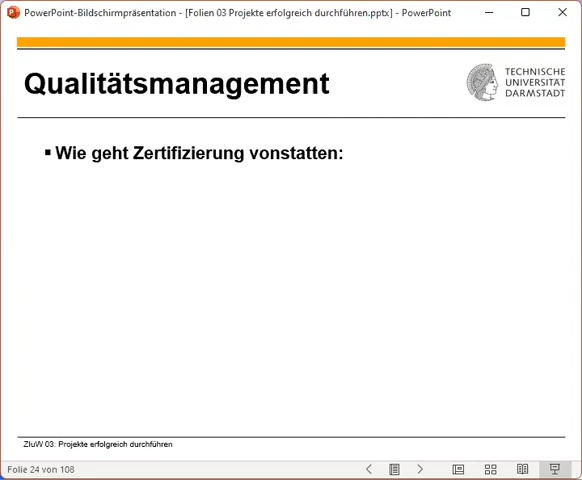 PowerPoint-Bildschirmpräsentation - [Folien 03 Projekte erfolgreich durchführen.pptx] - PowerPoint
Qualitätsmanagement
TECHNISCHE
UNIVERSITÄT
DARMSTADT
▪ Wie geht Zertifizierung vonstatten:
ZIuW 03: Projekte erfolgreich durchführen
Folie 24 von 108